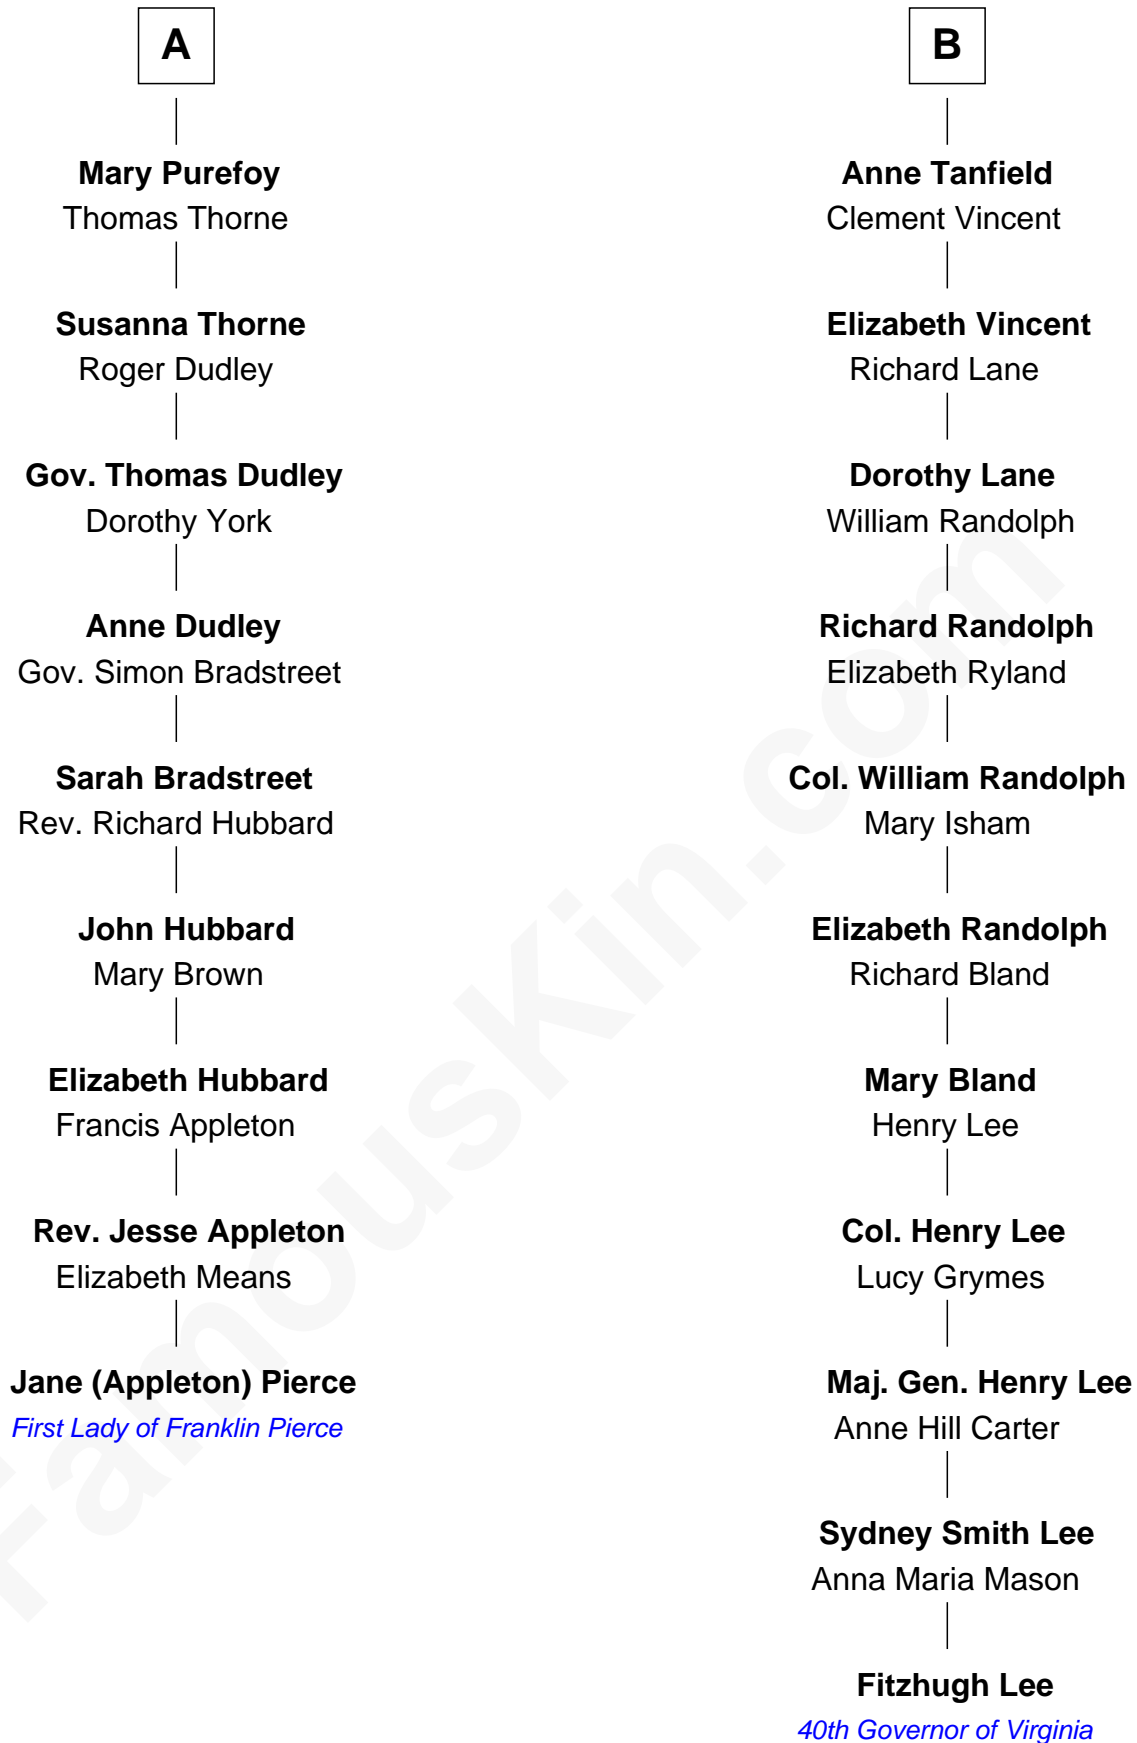 A
Mary Purefoy
Thomas Thorne
Susanna Thorne
Roger Dudley
Gov. Thomas Dudley
Dorothy York
Anne Dudley
Gov. Simon Bradstreet
Sarah Bradstreet
Rev. Richard Hubbard
John Hubbard
Mary Brown
Elizabeth Hubbard
Francis Appleton
Rev. Jesse Appleton
Elizabeth Means
Jane (Appleton) Pierce
First Lady of Franklin Pierce
B
Anne Tanfield
Clement Vincent
Elizabeth Vincent
Richard Lane
Dorothy Lane
William Randolph
Richard Randolph
Elizabeth Ryland
Col. William Randolph
Mary Isham
Elizabeth Randolph
Richard Bland
Mary Bland
Henry Lee
Col. Henry Lee
Lucy Grymes
Maj. Gen. Henry Lee
Anne Hill Carter
Sydney Smith Lee
Anna Maria Mason
Fitzhugh Lee
40th Governor of Virginia
FamousKin.com